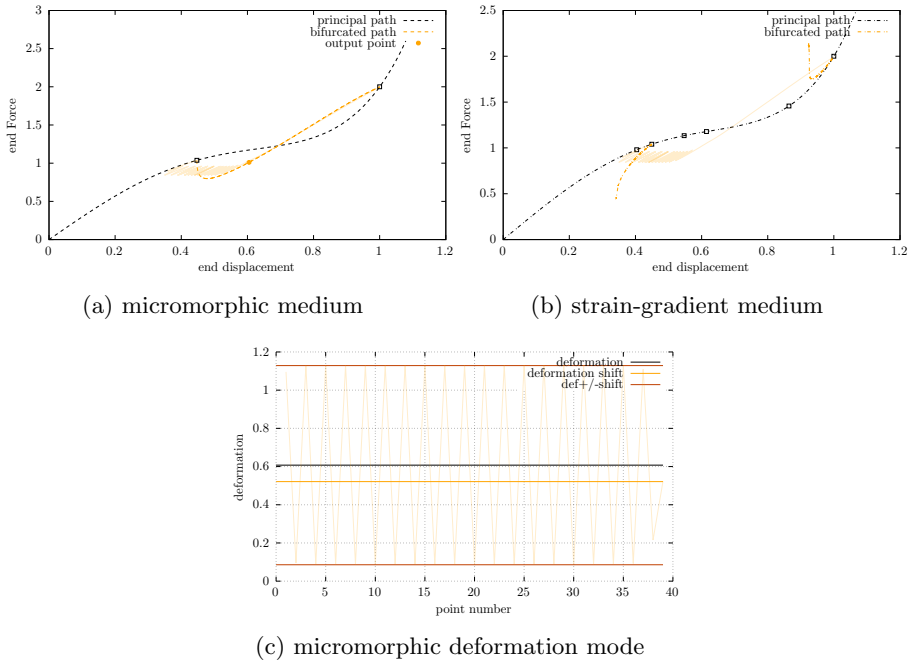 3
2.5
2
1.5
1
0.5
0
end Force
principal path
bifurcated path
output point
0 0.2 0.4 0.6 0.8 1 1.2
end displacement
(a) micromorphic medium
2.5
2
1.5
1
0.5
0
end Force
principal path
bifurcated path
0 0.2 0.4 0.6 0.8 1 1.2
end displacement
(b) strain-gradient medium
1.2
1
0.8
0.6
0.4
0.2
0
deformation
deformation
deformation shift
def+/-shift
0 5 10 15 20 25 30 35 40
point number
(c) micromorphic deformation mode